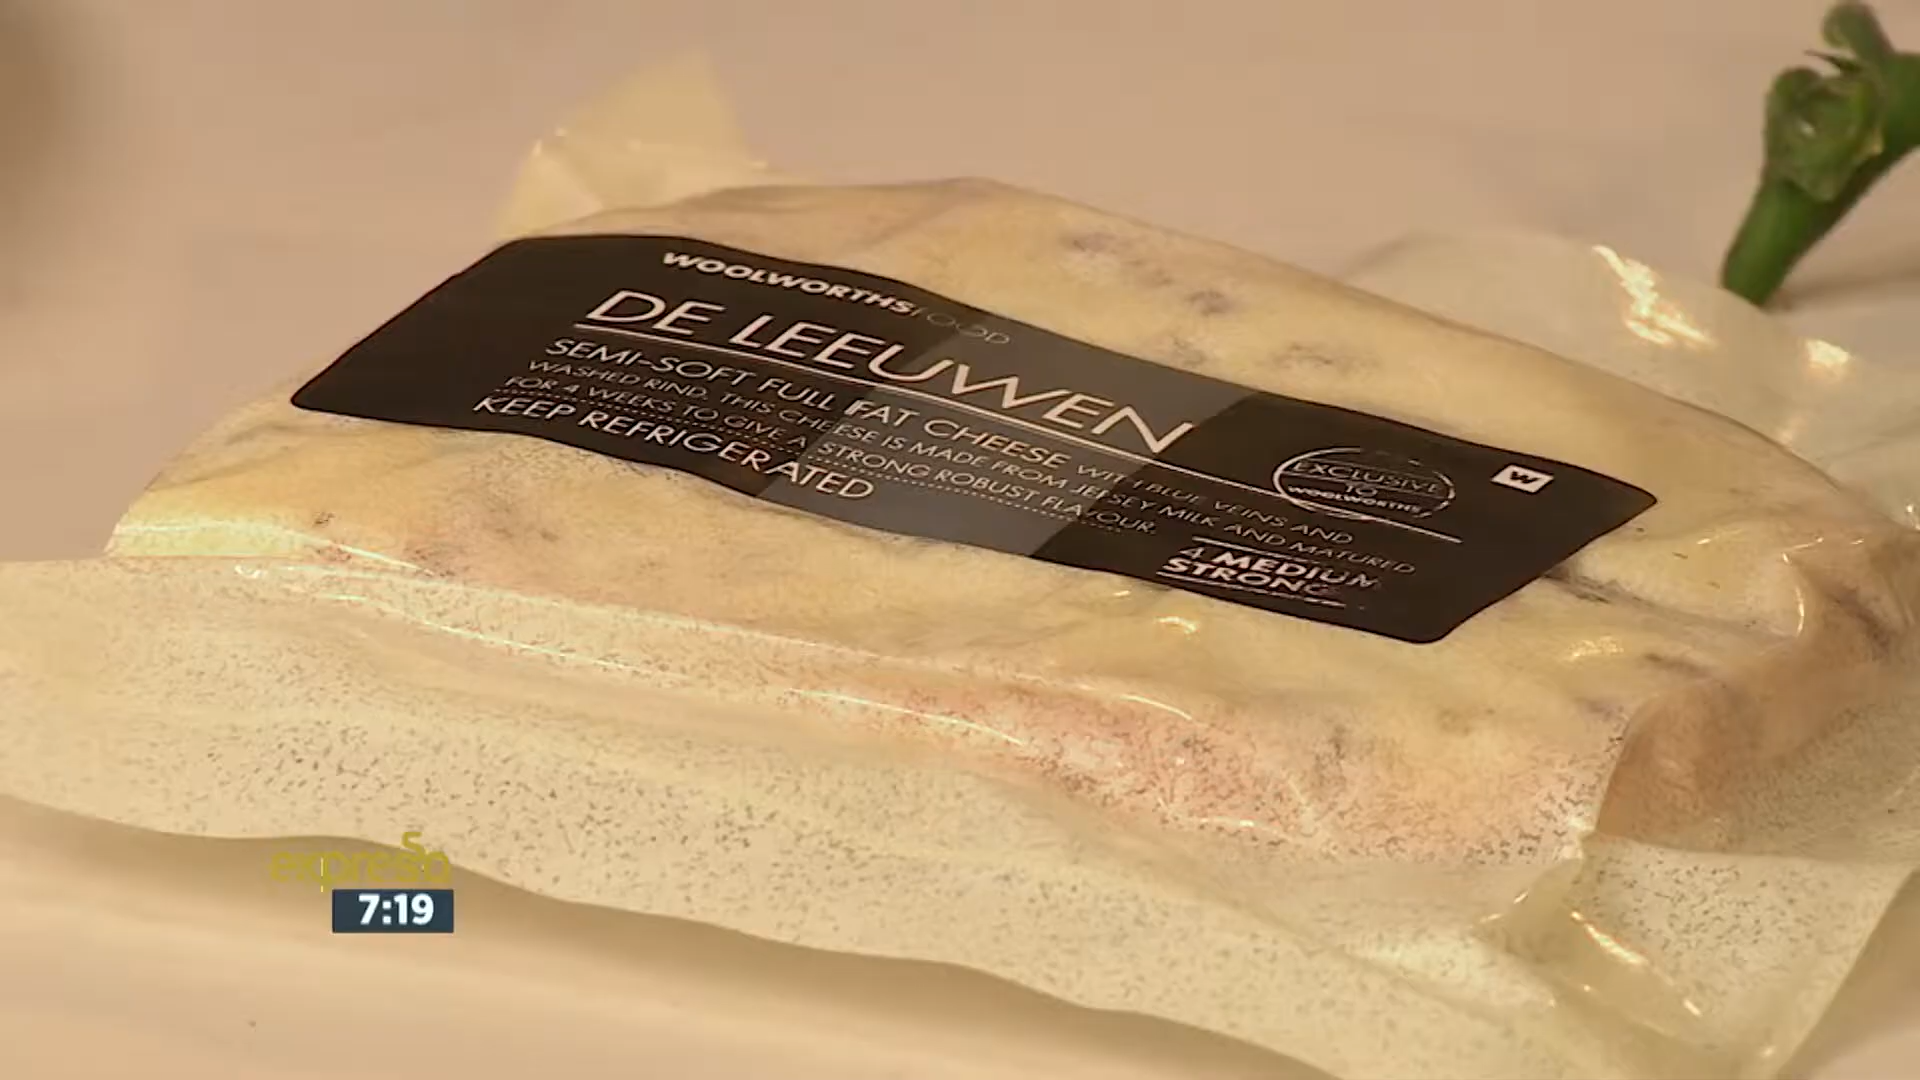 WOOLWORTHS FOOD
DE LEEUWEN
SEMI-SOFT FULL FAT CHEESE WITH BLUE VEINS AND
WASHED RIND. THIS CHEESE IS MADE FROM JERSEY MILK AND MATURED
FOR 4 WEEKS TO GIVE A STRONG ROBUST FLAVOUR.
KEEP REFRIGERATED
EXCLUSIVE
TO
WOOLWORTHS
W
4 MEDIUM
STRONG
expresso
7:19